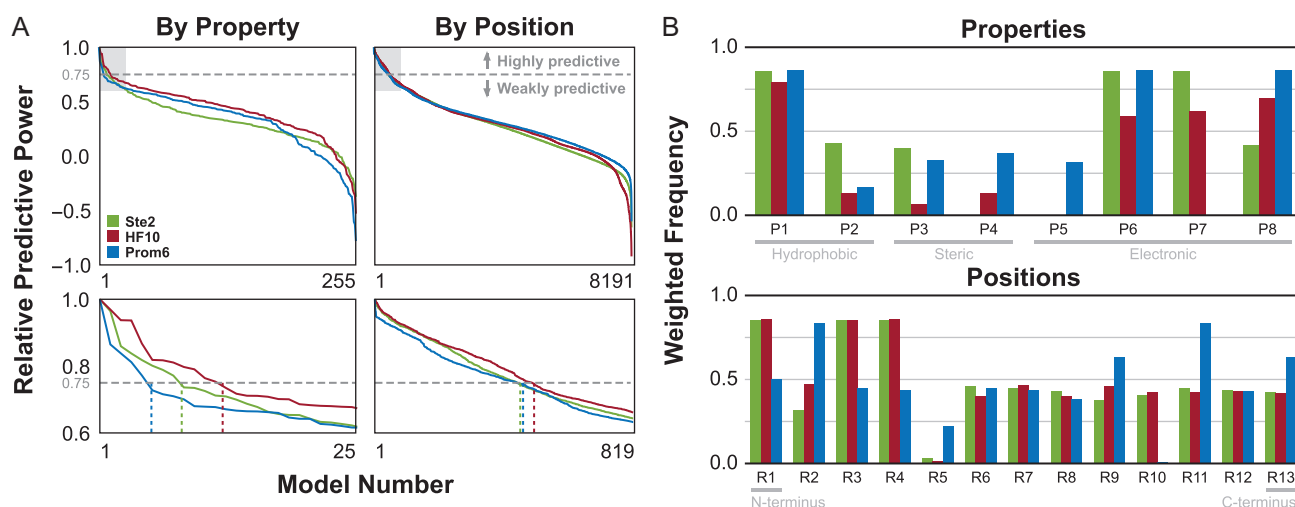 A
By Property
By Position
Relative Predictive Power
1.0
0.75
0.5
0.0
–0.5
–1.0
Highly predictive
Weakly predictive
Ste2
HF10
Prom6
1
255
1
8191
1.0
0.8
0.75
0.6
1
25
1
819
Model Number
B
Properties
Weighted Frequency
1.0
0.5
0.0
P1 P2 P3 P4 P5 P6 P7 P8
Hydrophobic Steric Electronic
Positions
1.0
0.5
0.0
R1 R2 R3 R4 R5 R6 R7 R8 R9 R10 R11 R12 R13
N-terminus C-terminus